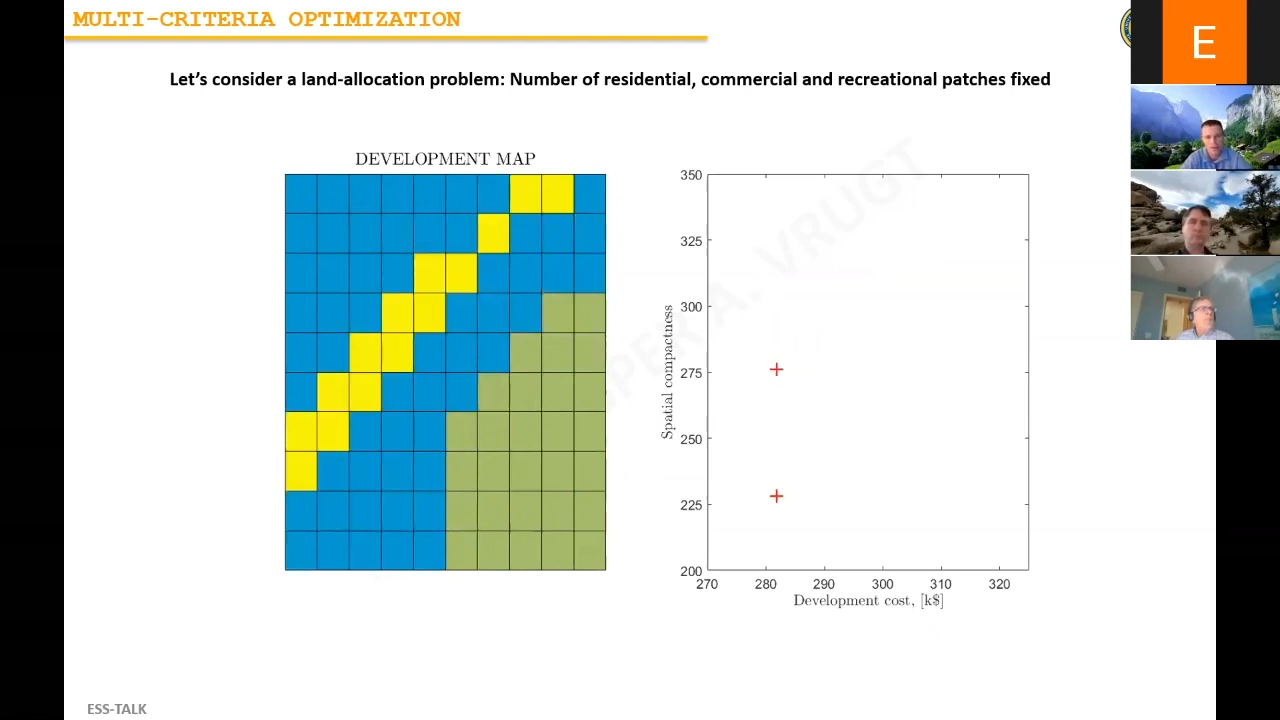 MULTI-CRITERIA OPTIMIZATION
E
Let's consider a land-allocation problem: Number of residential, commercial and recreational patches fixed
DEVELOPMENT MAP
350
325
300
275
250
225
200
Spatial compactness
270 280 290 300 310 320
Development cost, [k$]
A. VRUGT
ESS-TALK